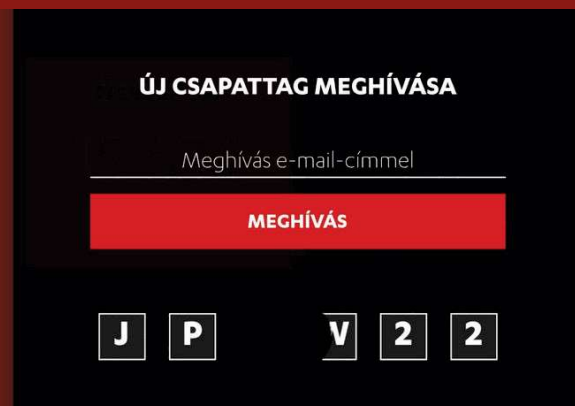 ÚJ CSAPATTAG MEGHÍVÁSA
Meghívás e-mail-címmel
MEGHÍVÁS
J P 2 2